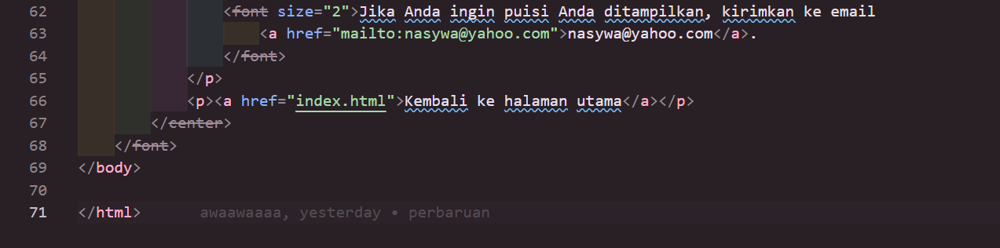 62 <font size="2">Jika Anda ingin puisi Anda ditampilkan, kirimkan ke email
63 <a href="mailto:nasywa@yahoo.com">nasywa@yahoo.com</a>.
64 </font>
65 </p>
66 <p><a href="index.html">Kembali ke halaman utama</a></p>
67 </center>
68 </font>
69 </body>
70
71 </html> awaawaaaa, yesterday • perbaruan